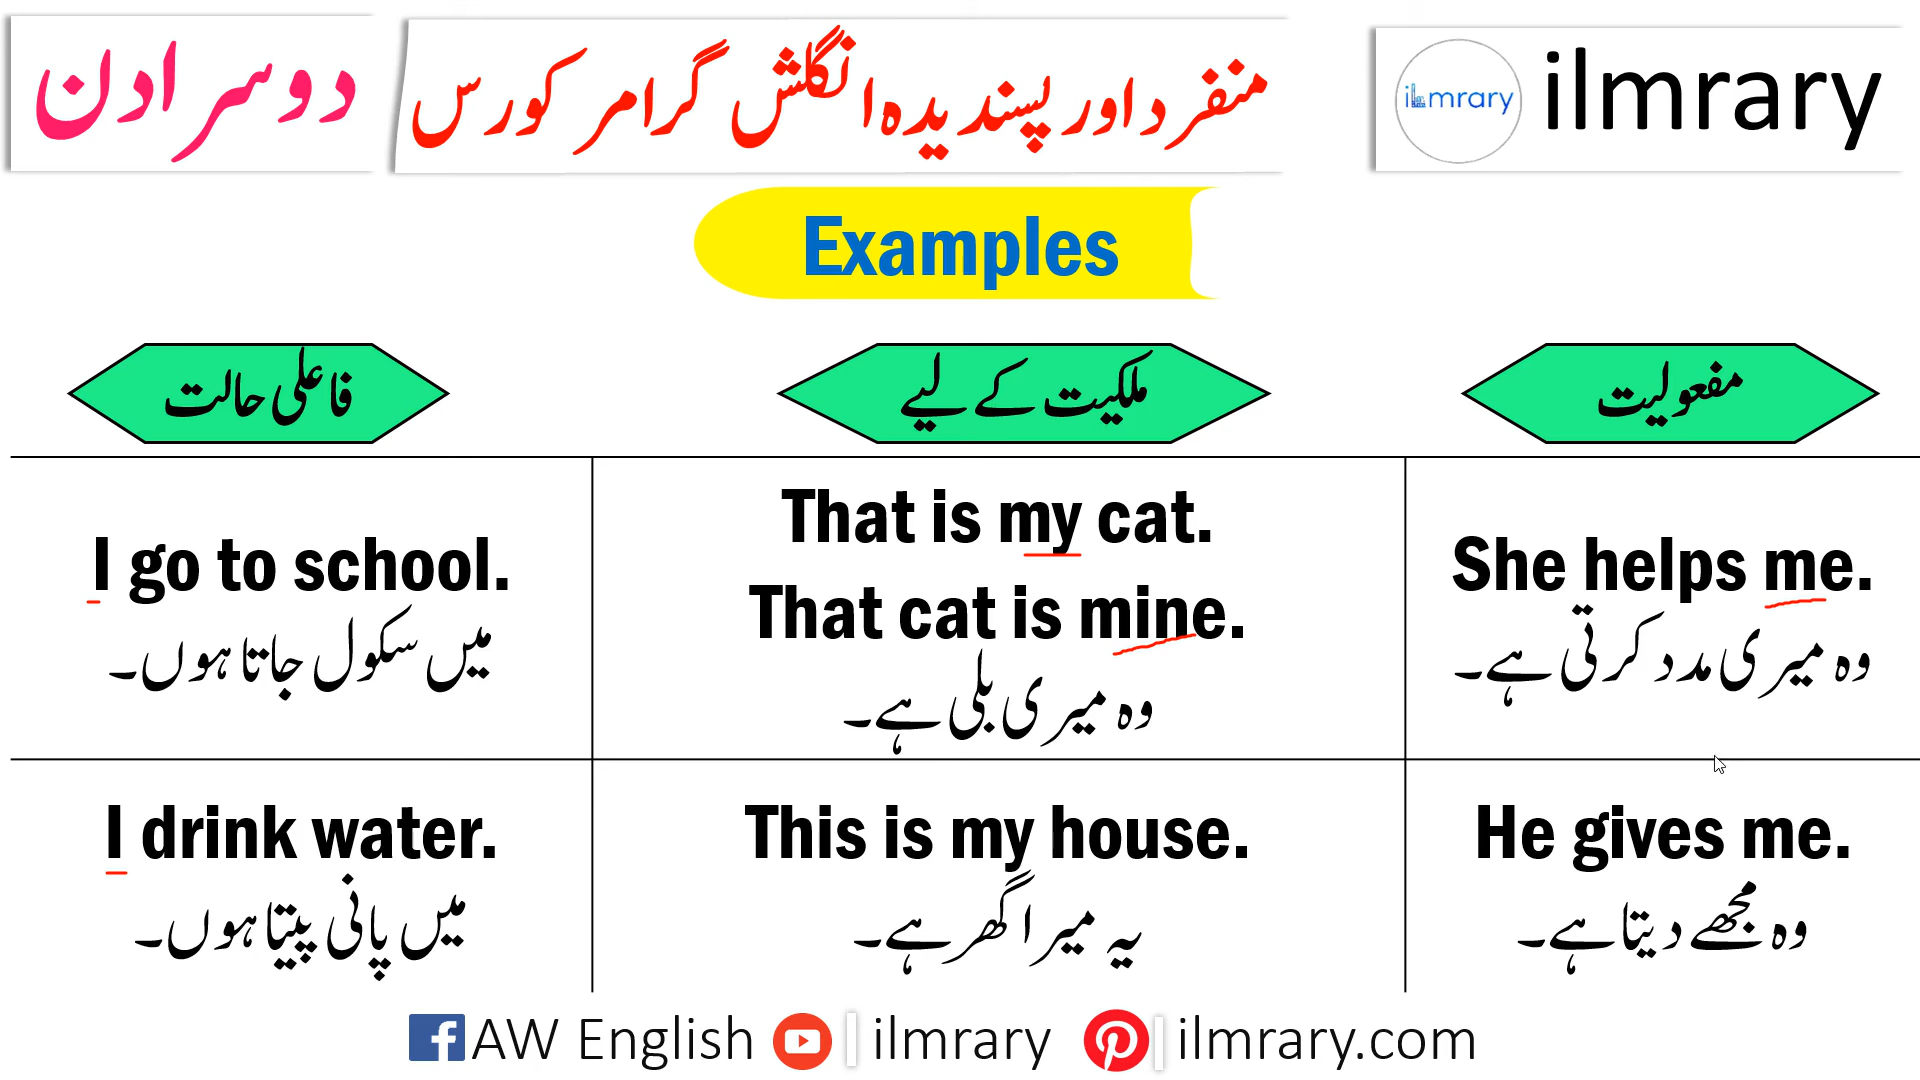 دوسرا دن
منفرد اور پسندیدہ انگلش گرامر کورس
ilmrary
ilmrary
Examples
فاعلی حالت
ملکیت کے لیے
مفعولیت
I go to school.
میں سکول جاتا ہوں۔
That is my cat.
That cat is mine.
وہ میری بلی ہے۔
She helps me.
وہ میری مدد کرتی ہے۔
I drink water.
میں پانی پیتا ہوں۔
This is my house.
یہ میرا گھر ہے۔
He gives me.
وہ مجھے دیتا ہے۔
AW English
ilmrary
ilmrary.com